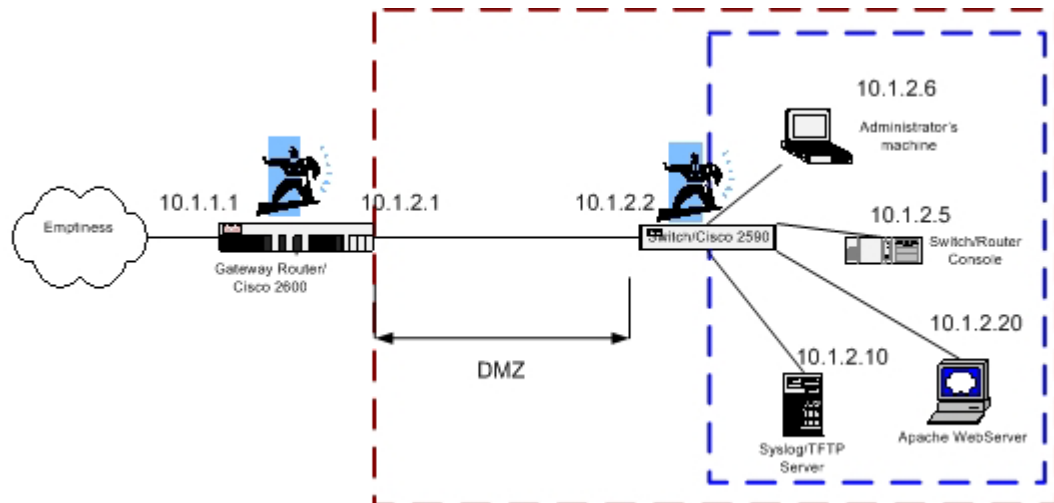 10.1.2.6
Administrator's
machine
10.1.1.1
10.1.2.1
10.1.2.2
10.1.2.5
Emptiness
Switch/Cisco 2590
Switch/Router
Console
Gateway Router/
Cisco 2600
10.1.2.20
10.1.2.10
DMZ
Apache WebServer
Syslog/TFTP
Server